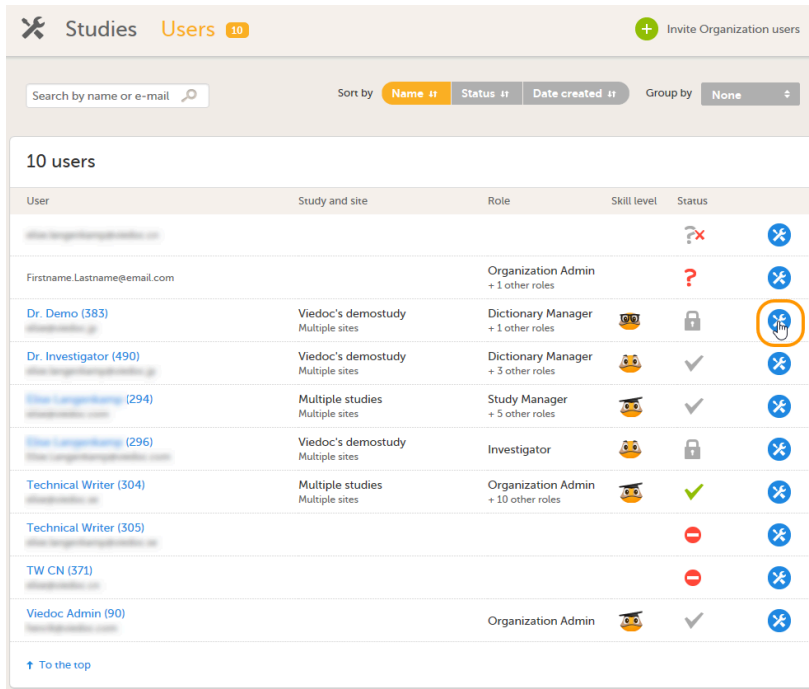 Studies Users 10 Invite Organization users
Search by name or e-mail Sort by Name Status Date created Group by None
10 users
User Study and site Role Skill level Status
Organization Admin
Firstname.Lastname@email.com
+ 1 other roles
Dr. Demo (383) Viedoc's demostudy Dictionary Manager
Multiple sites + 1 other roles
Dr. Investigator (490) Viedoc's demostudy Dictionary Manager
Multiple sites + 3 other roles
(294) Multiple studies Study Manager
Multiple sites + 5 other roles
(296) Viedoc's demostudy
Investigator
Multiple sites
Technical Writer (304) Multiple studies Organization Admin
Multiple sites + 10 other roles
Technical Writer (305)
TW CN (371)
Viedoc Admin (90)
Organization Admin
To the top